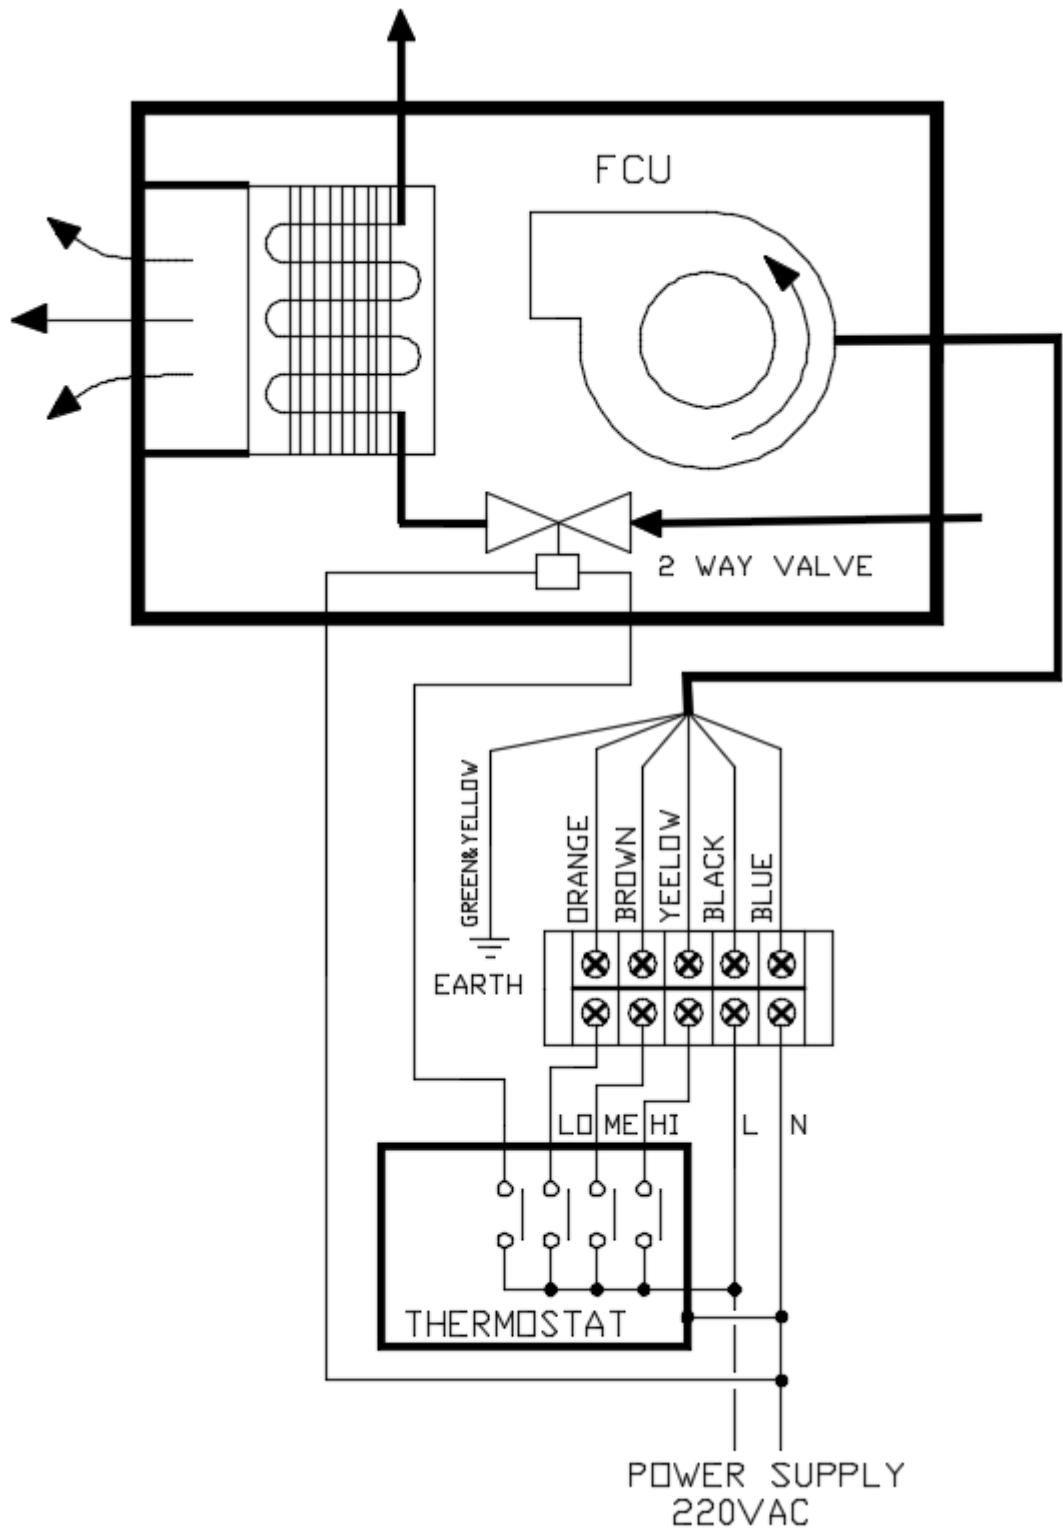 FCU
2 WAY VALVE
GREEN&YELLOW
ORANGE
BROWN
YEELOW
BLACK
BLUE
EARTH
LO ME HI L N
THERMOSTAT
POWER SUPPLY
220VAC